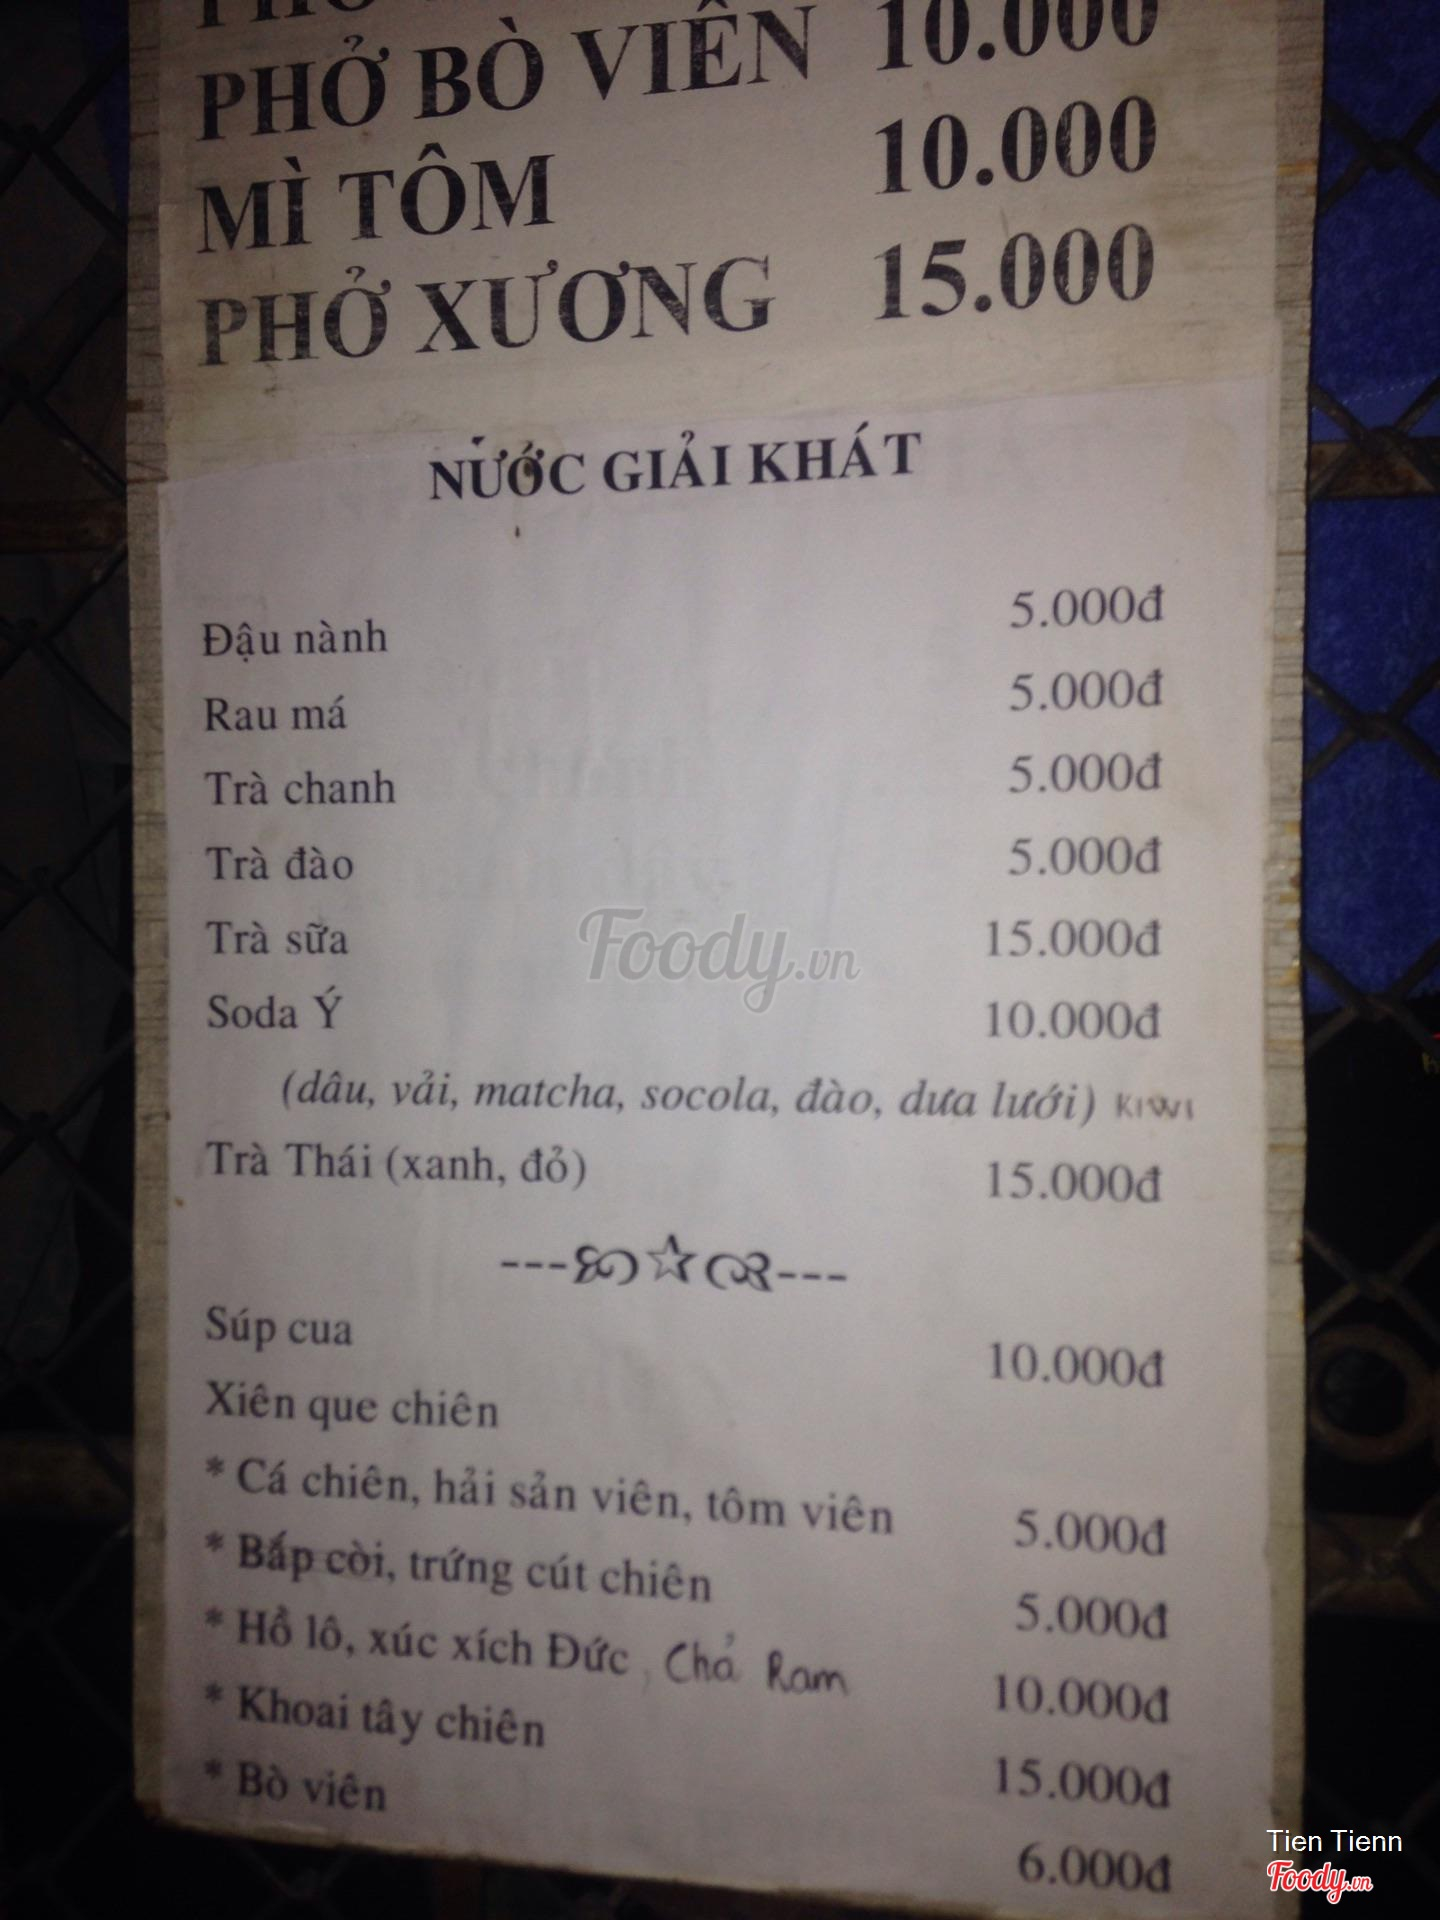 PHỞ
PHỞ BÒ VIÊN 10.000
MÌ TÔM 10.000
PHỞ XƯƠNG 15.000
NƯỚC GIẢI KHÁT
Đậu nành 5.000đ
Rau má 5.000đ
Trà chanh 5.000đ
Trà đào 5.000đ
Trà sữa 15.000đ
Soda Ý 10.000đ
(dâu, vải, matcha, socola, đào, dưa lưới) KIWI
Trà Thái (xanh, đỏ) 15.000đ
Súp cua 10.000đ
Xiên que chiên
* Cá chiên, hải sản viên, tôm viên 5.000đ
* Bắp còi, trứng cút chiên 5.000đ
* Hồ lô, xúc xích Đức, Chả Ram 10.000đ
* Khoai tây chiên 15.000đ
* Bò viên 6.000đ
Foody.vn
Tien Tienn
Foody.vn